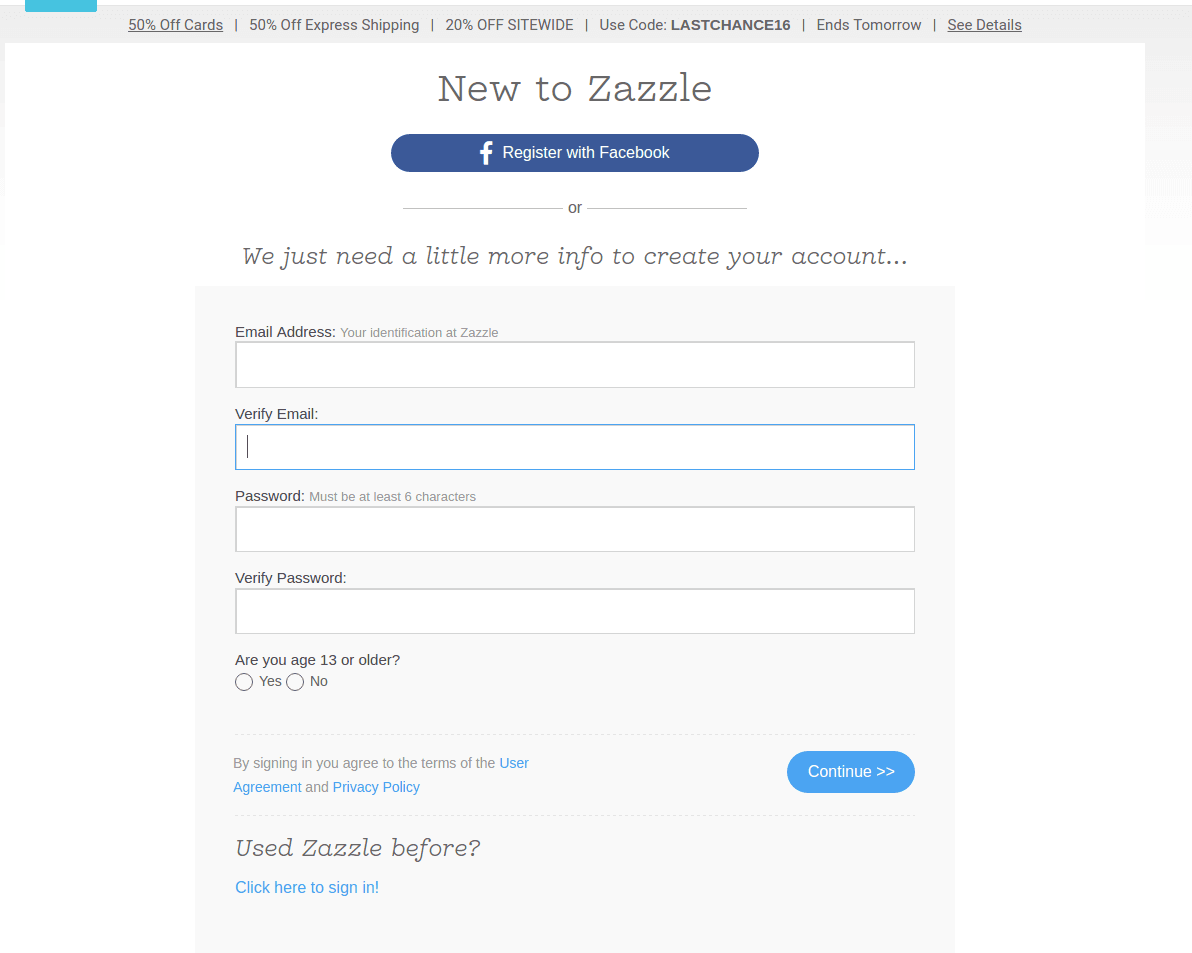 50% Off Cards | 50% Off Express Shipping | 20% OFF SITEWIDE | Use Code: LASTCHANCE16 | Ends Tomorrow | See Details
New to Zazzle
Register with Facebook
or
We just need a little more info to create your account...
Email Address: Your identification at Zazzle
Verify Email:
Password: Must be at least 6 characters
Verify Password:
Are you age 13 or older?
Yes No
By signing in you agree to the terms of the User
Agreement and Privacy Policy
Continue >>
Used Zazzle before?
Click here to sign in!